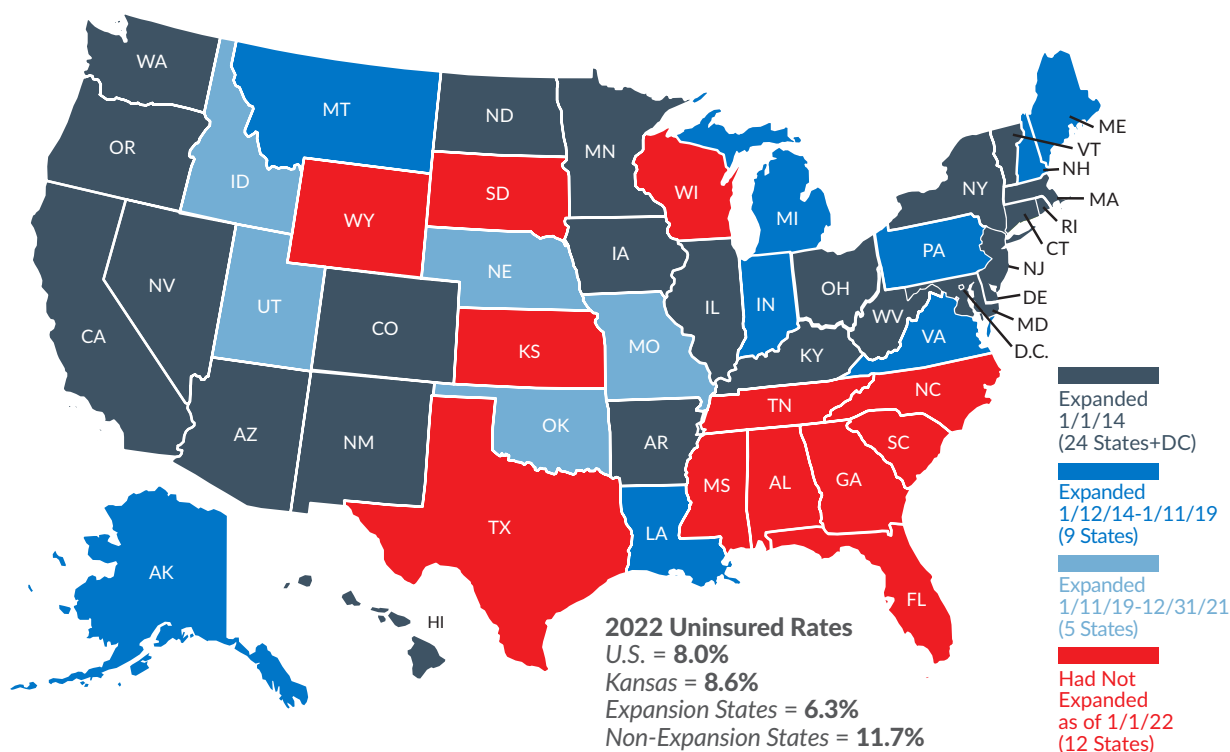 WA
MT
ND
MN
ME
VT
NH
OR
ID
SD
WI
NY
MA
WY
MI
RI
CT
IA
PA
NE
NJ
NV
OH
UT
IL
IN
DE
CA
CO
WV
MD
VA
D.C.
KS
MO
KY
NC
TN
AZ
NM
OK
AR
SC
MS
AL
GA
TX
LA
AK
FL
HI
2022 Uninsured Rates
U.S. = 8.0%
Kansas = 8.6%
Expansion States = 6.3%
Non-Expansion States = 11.7%
Expanded
1/1/14
(24 States+DC)
Expanded
1/12/14-1/11/19
(9 States)
Expanded
1/11/19-12/31/21
(5 States)
Had Not
Expanded
as of 1/1/22
(12 States)